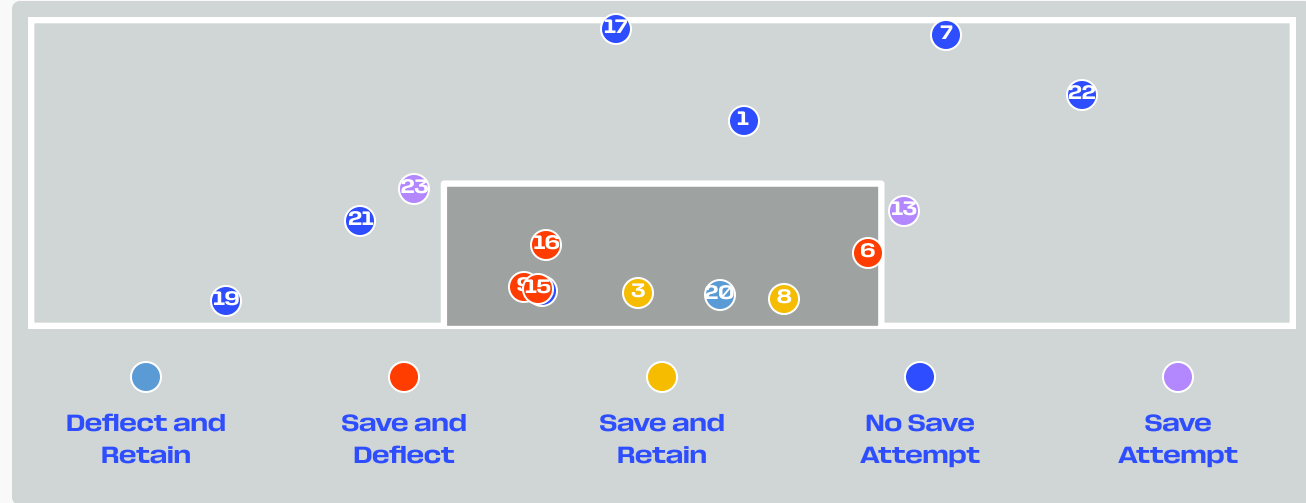 17
7
22
1
23
13
21
16
6
9
15
3
20
8
19
Deflect and
Retain
Save and
Deflect
Save and
Retain
No Save
Attempt
Save
Attempt